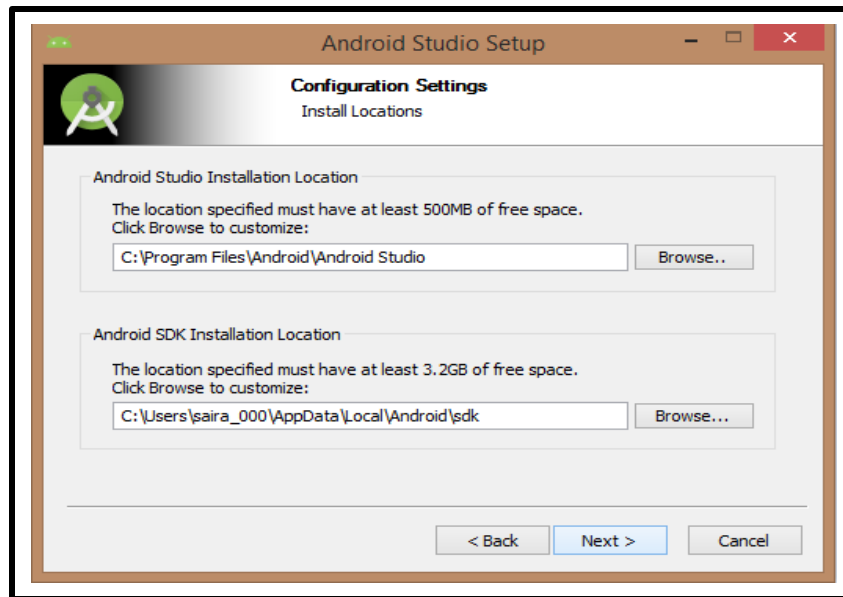 Android Studio Setup
Configuration Settings
Install Locations
Android Studio Installation Location
The location specified must have at least 500MB of free space.
Click Browse to customize:
C:\Program Files\Android\Android Studio
Browse..
Android SDK Installation Location
The location specified must have at least 3.2GB of free space.
Click Browse to customize:
C:\Users\saira_000\AppData\Local\Android\sdk
Browse...
< Back Next > Cancel